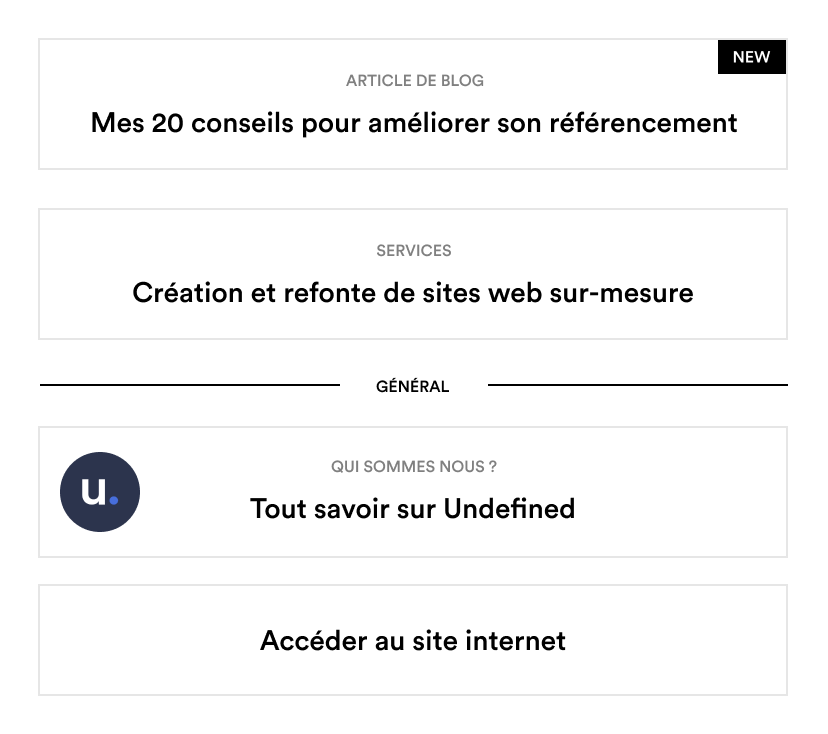 NEW
ARTICLE DE BLOG
Mes 20 conseils pour améliorer son référencement
SERVICES
Création et refonte de sites web sur-mesure
GÉNÉRAL
u.
QUI SOMMES NOUS ?
Tout savoir sur Undefined
Accéder au site internet